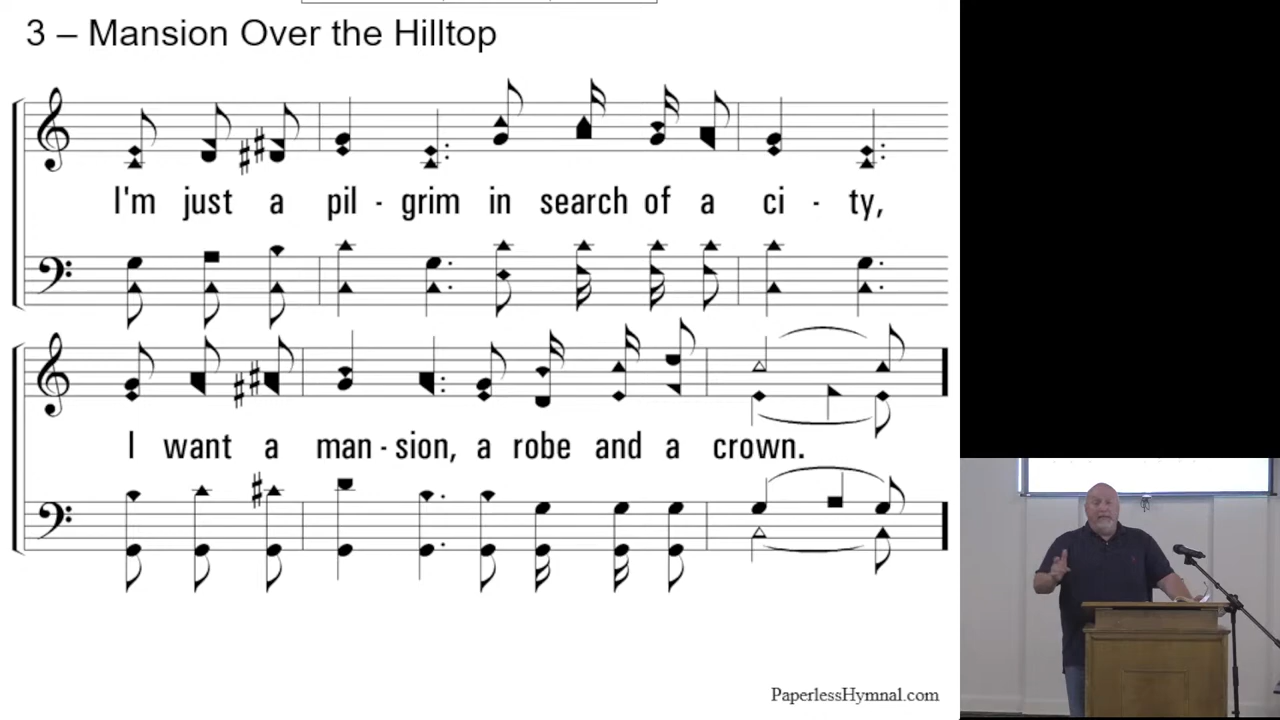 3 – Mansion Over the Hilltop
I'm just a pil - grim in search of a ci - ty,
I want a man - sion, a robe and a crown.
PaperlessHymnal.com